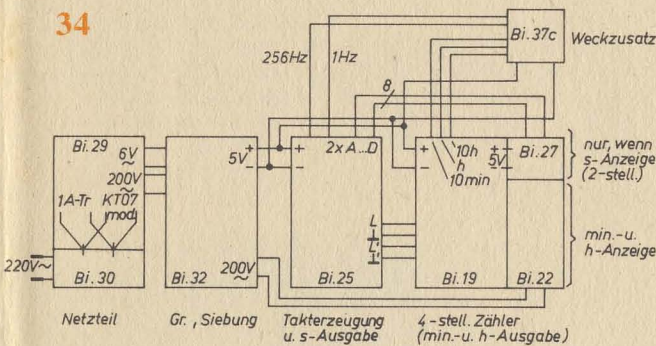 34
Bi.37c
Weckzusatz
256Hz
1Hz
8
Bi.29
6V
~
200V
~
1A-Tr
KT07
mod.
220V~
Bi.30
+
5V
-
200V
~
Bi.32
+
-
2x A...D
L
L'
Bi.25
+
-
10h
h
10min
+
5V
-
Bi.27
Bi.19
Bi.22
nur, wenn
s-Anzeige
(2-stell.)
min.-u.
h-Anzeige
Netzteil
Gr., Siebung
Takterzeugung
u. s-Ausgabe
4-stell. Zähler
(min.-u. h-Ausgabe)